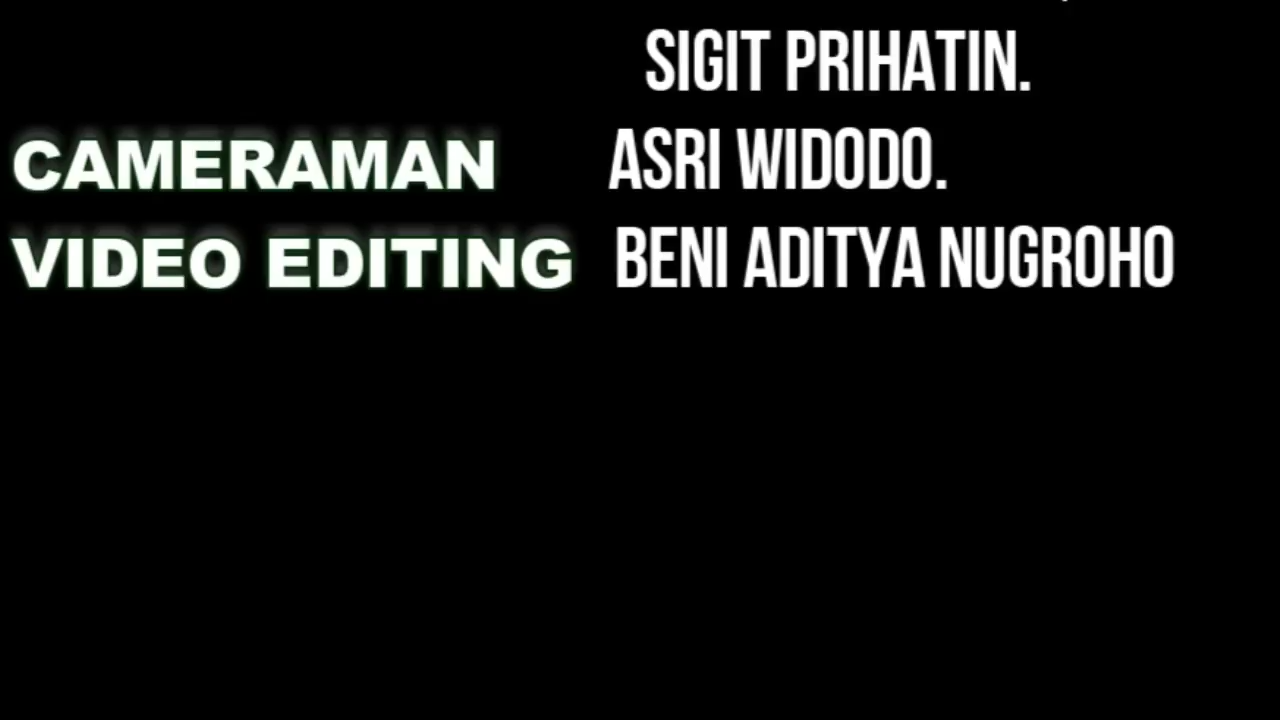 SIGIT PRIHATIN.
CAMERAMAN ASRI WIDODO.
VIDEO EDITING BENI ADITYA NUGROHO